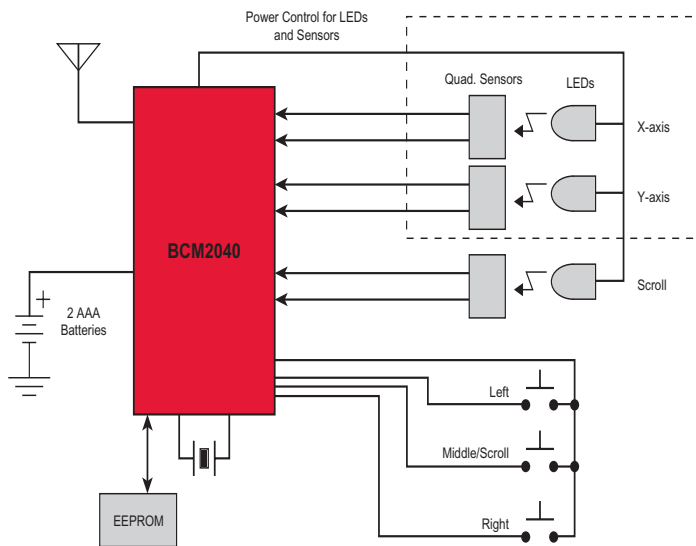 Power Control for LEDs
and Sensors
Quad. Sensors
LEDs
X-axis
Y-axis
BCM2040
Scroll
+
2 AAA
Batteries
Left
Middle/Scroll
EEPROM
Right